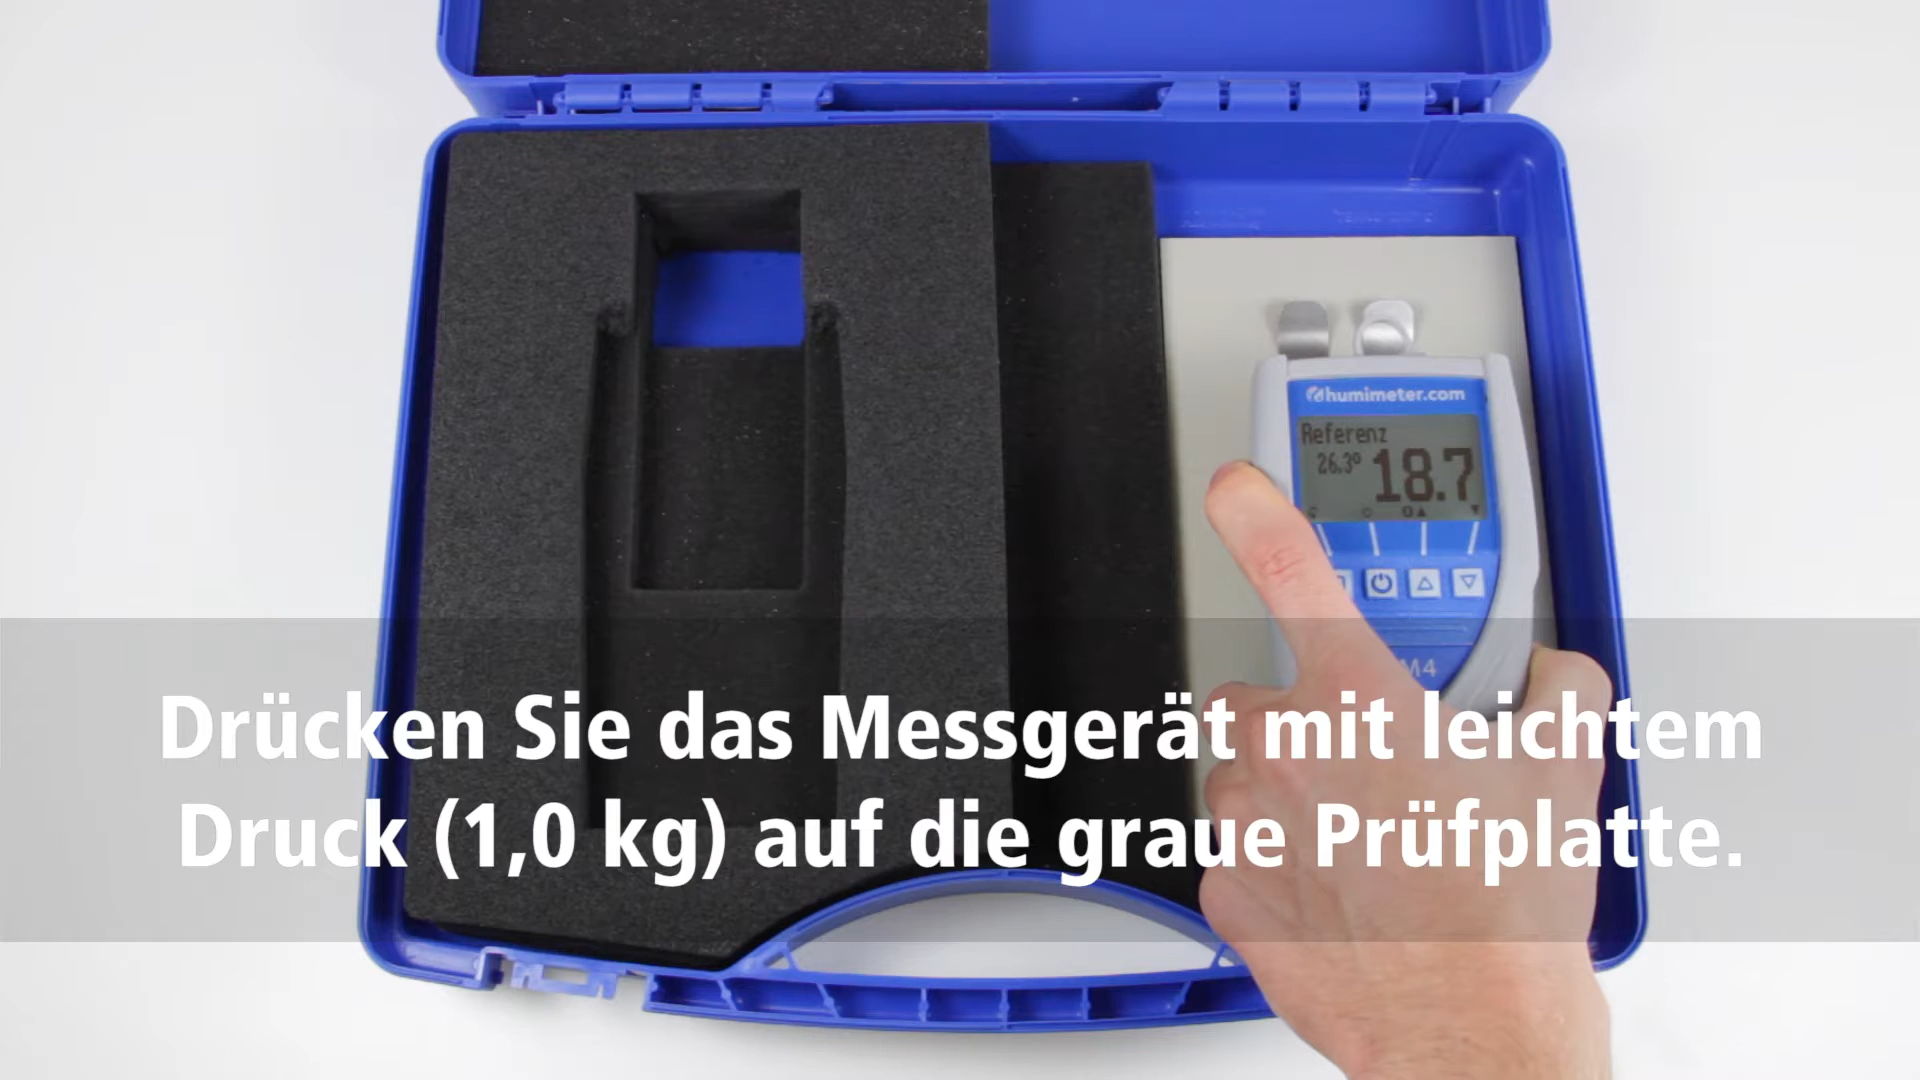 humimeter.com
Referenz
26.3° 18.7
M4
Drücken Sie das Messgerät mit leichtem
Druck (1,0 kg) auf die graue Prüfplatte.